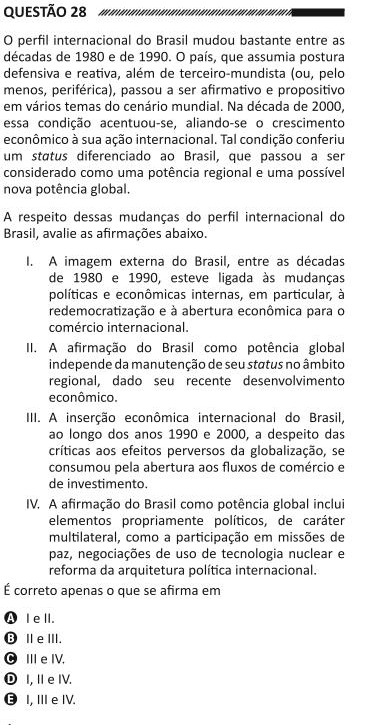 QUESTÃO 28
O perfil internacional do Brasil mudou bastante entre as
décadas de 1980 e de 1990. O país, que assumia postura
defensiva e reativa, além de terceiro-mundista (ou, pelo
menos, periférica), passou a ser afirmativo e propositivo
em vários temas do cenário mundial. Na década de 2000,
essa condição acentuou-se, aliando-se o crescimento
econômico à sua ação internacional. Tal condição conferiu
um status diferenciado ao Brasil, que passou a ser
considerado como uma potência regional e uma possível
nova potência global.
A respeito dessas mudanças do perfil internacional do
Brasil, avalie as afirmações abaixo.
I. A imagem externa do Brasil, entre as décadas
de 1980 e 1990, esteve ligada às mudanças
políticas e econômicas internas, em particular, à
redemocratização e à abertura econômica para o
comércio internacional.
II. A afirmação do Brasil como potência global
independe da manutenção de seu status no âmbito
regional, dado seu recente desenvolvimento
econômico.
III. A inserção econômica internacional do Brasil,
ao longo dos anos 1990 e 2000, a despeito das
críticas aos efeitos perversos da globalização, se
consumou pela abertura aos fluxos de comércio e
de investimento.
IV. A afirmação do Brasil como potência global inclui
elementos propriamente políticos, de caráter
multilateral, como a participação em missões de
paz, negociações de uso de tecnologia nuclear e
reforma da arquitetura política internacional.
É correto apenas o que se afirma em
A I e II.
B II e III.
C III e IV.
D I, II e IV.
E I, III e IV.